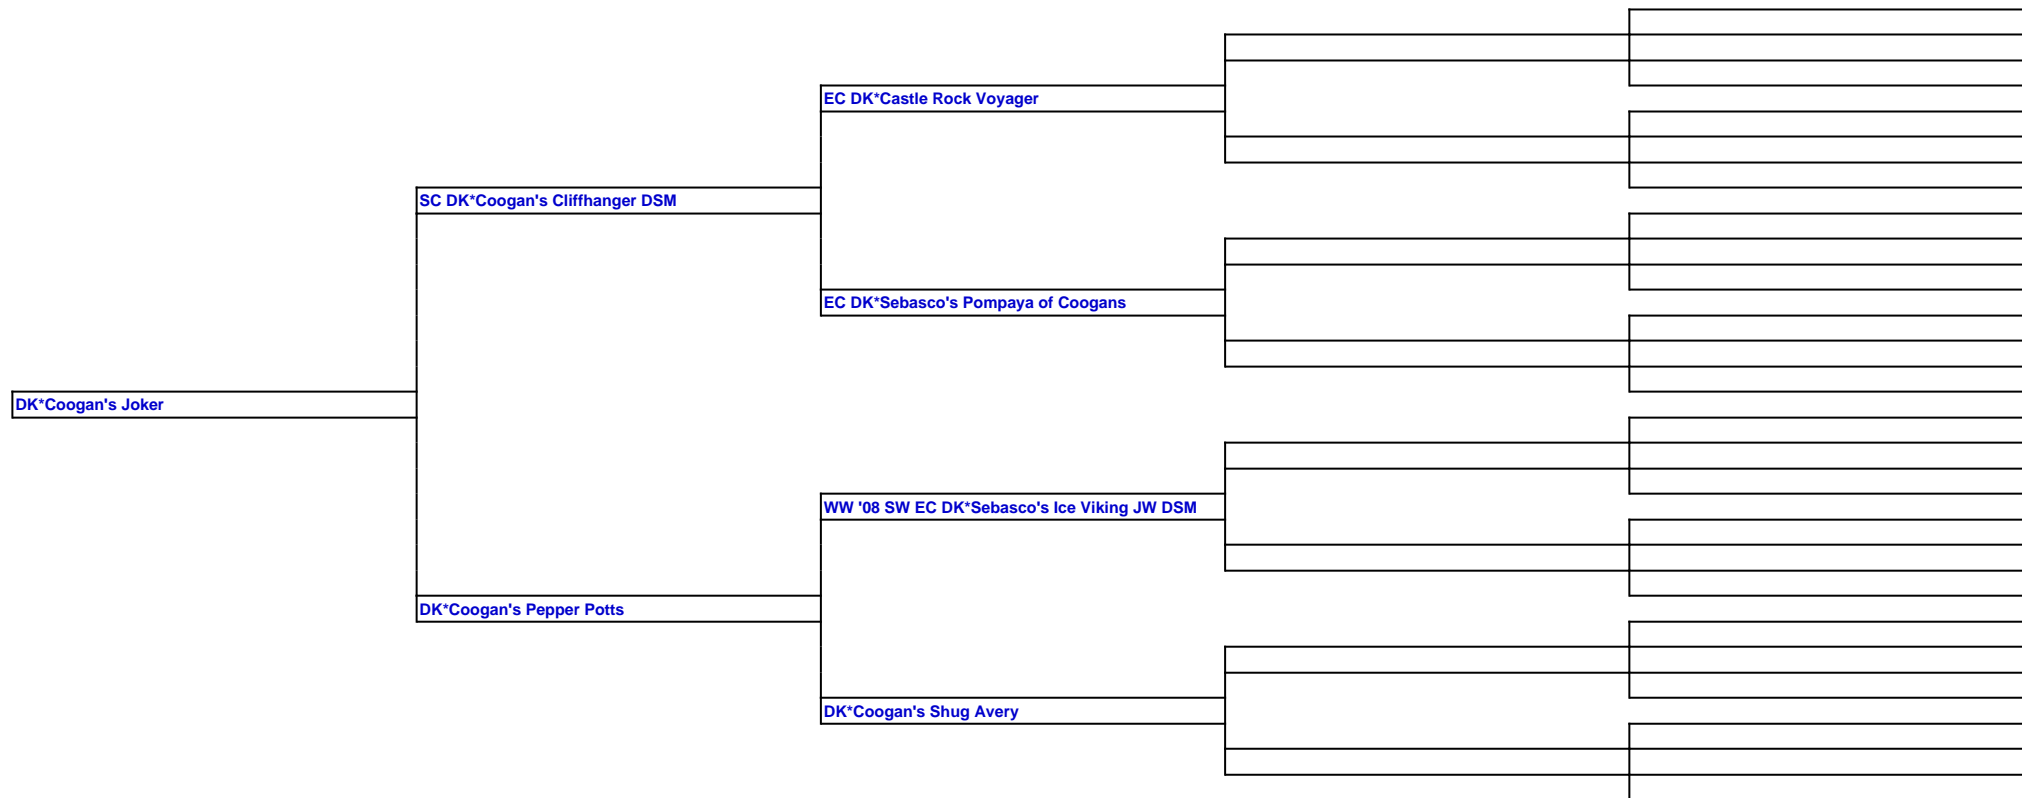 EC DK*Castle Rock Voyager
SC DK*Coogan's Cliffhanger DSM
EC DK*Sebasco's Pompaya of Coogans
DK*Coogan's Joker
WW '08 SW EC DK*Sebasco's Ice Viking JW DSM
DK*Coogan's Pepper Potts
DK*Coogan's Shug Avery